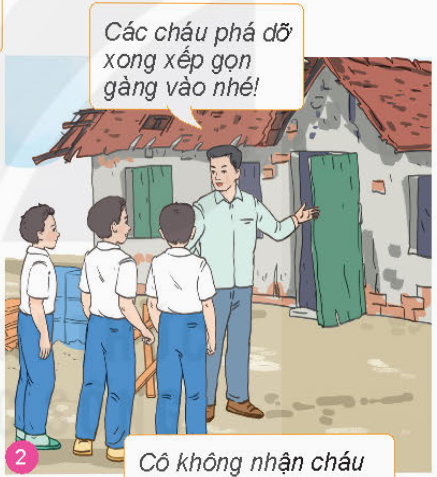 Các cháu phá dỡ
xong xếp gọn
gàng vào nhé!
2
Cô không nhận cháu